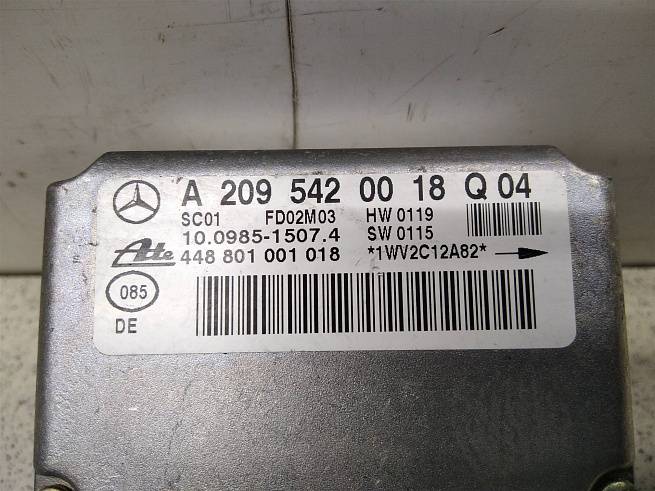 A 209 542 00 18 Q 04
SC01 FD02M03 HW 0119
10.0985-1507.4 SW 0115
Ate 448 801 001 018 *1WV2C12A82*
085
DE